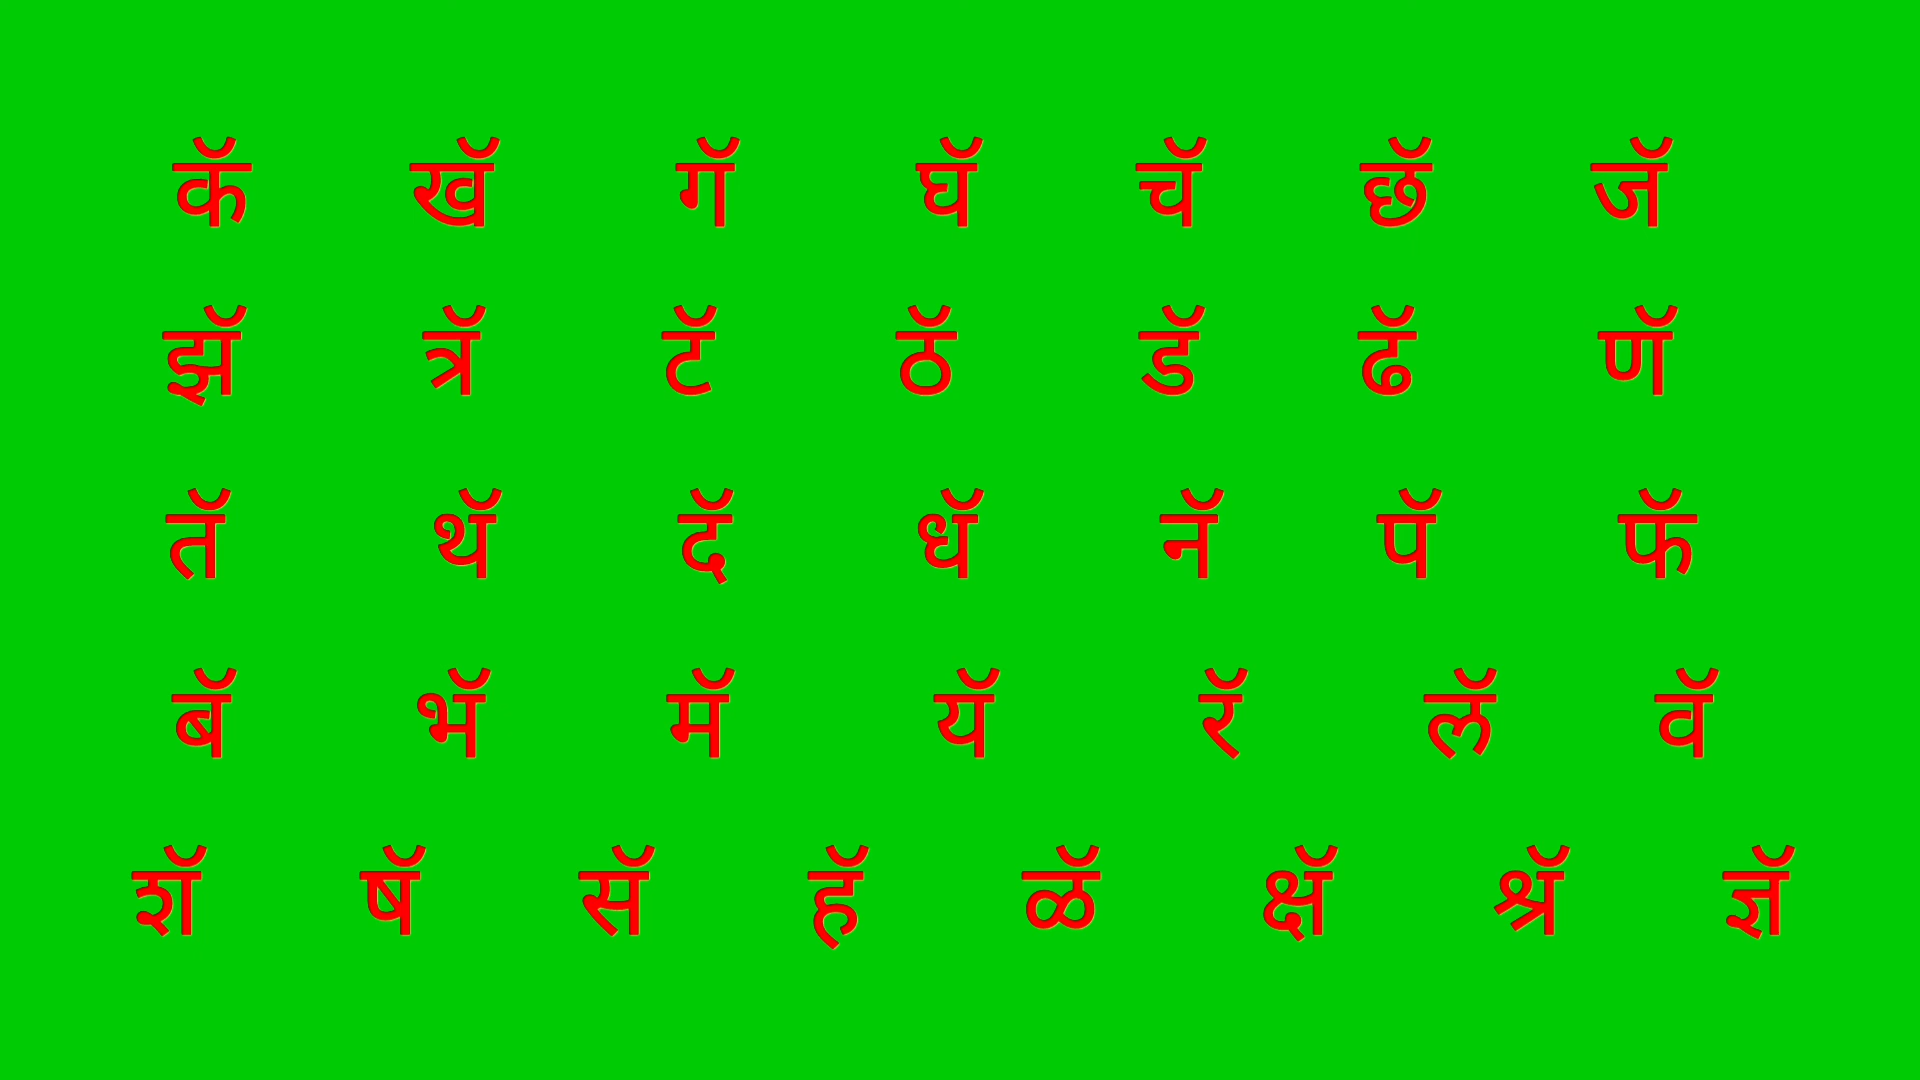 कॅ खॅ गॅ घॅ चॅ छॅ जॅ
झॅ त्रॅ टॅ ठॅ डॅ ढॅ णॅ
तॅ थॅ दॅ धॅ नॅ पॅ फॅ
बॅ भॅ मॅ यॅ रॅ लॅ वॅ
शॅ षॅ सॅ हॅ ळॅ क्षॅ श्रॅ ज्ञॅ